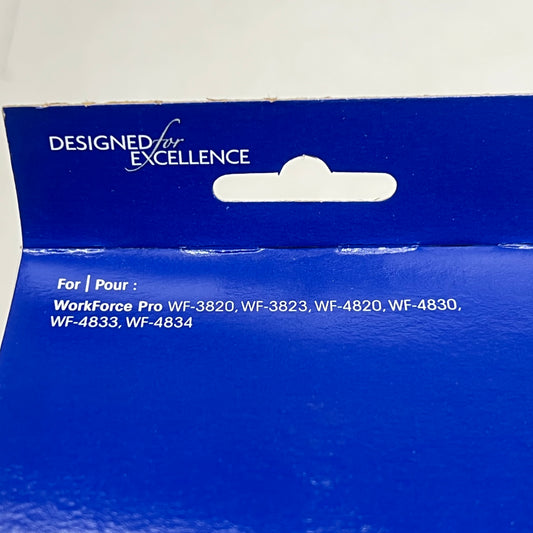 DESIGNED for
EXCELLENCE
For | Pour :
WorkForce Pro WF-3820, WF-3823, WF-4820, WF-4830,
WF-4833, WF-4834